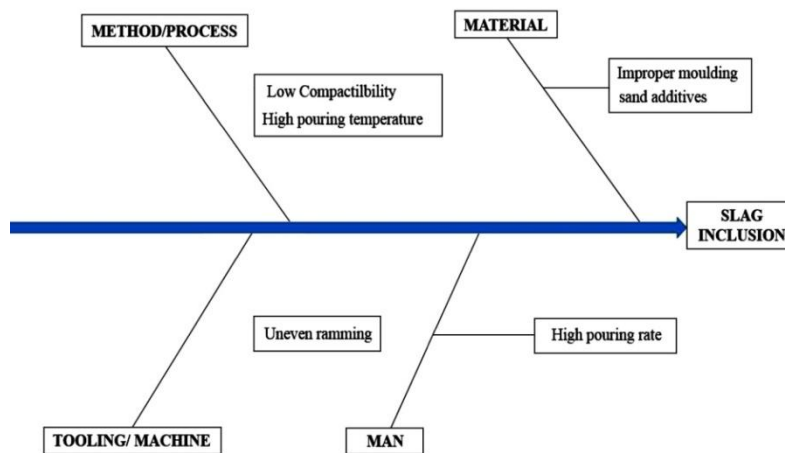 METHOD/PROCESS
MATERIAL
Low Compactilbility
High pouring temperature
Improper moulding
sand additives
SLAG
INCLUSION
Uneven ramming
High pouring rate
TOOLING/ MACHINE
MAN